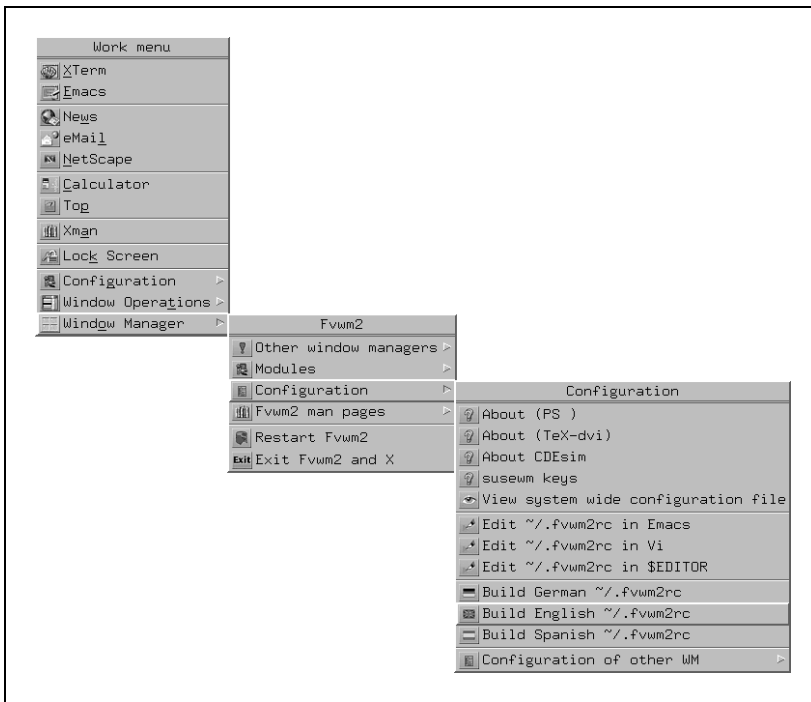 Work menu
XTerm
Emacs
News
eMail
NetScape
Calculator
Top
Xman
Lock Screen
Configuration
Window Operations
Window Manager
Fvwm2
Other window managers
Modules
Configuration
Fvwm2 man pages
Restart Fvwm2
Exit Exit Fvwm2 and X
Configuration
About (PS )
About (TeX-dvi)
About CDEsim
susewm keys
View system wide configuration file
Edit ~/.fvwm2rc in Emacs
Edit ~/.fvwm2rc in Vi
Edit ~/.fvwm2rc in $EDITOR
Build German ~/.fvwm2rc
Build English ~/.fvwm2rc
Build Spanish ~/.fvwm2rc
Configuration of other WM